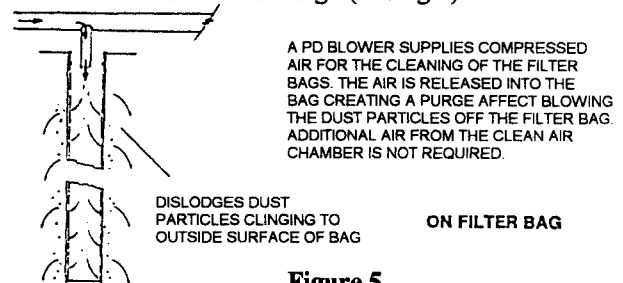 A PD BLOWER SUPPLIES COMPRESSED
AIR FOR THE CLEANING OF THE FILTER
BAGS. THE AIR IS RELEASED INTO THE
BAG CREATING A PURGE AFFECT BLOWING
THE DUST PARTICLES OFF THE FILTER BAG.
ADDITIONAL AIR FROM THE CLEAN AIR
CHAMBER IS NOT REQUIRED.
DISLODGES DUST
PARTICLES CLINGING TO
OUTSIDE SURFACE OF BAG
ON FILTER BAG
Figure 5